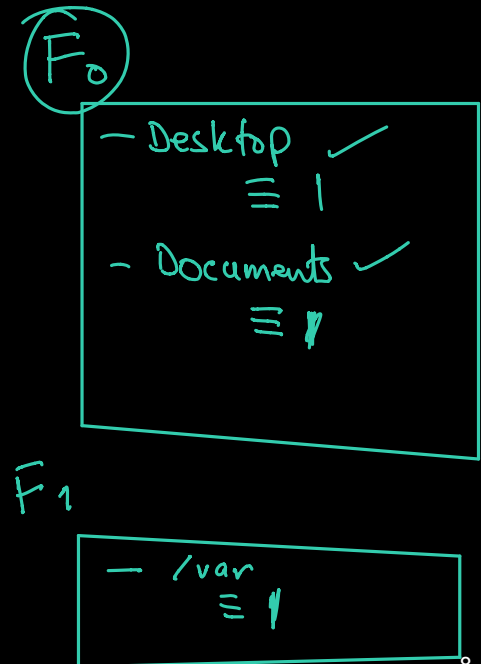 F₀
- Desktop ✓
≡ 1
- Documents ✓
≡ 1
F1
- /var
≡ 1